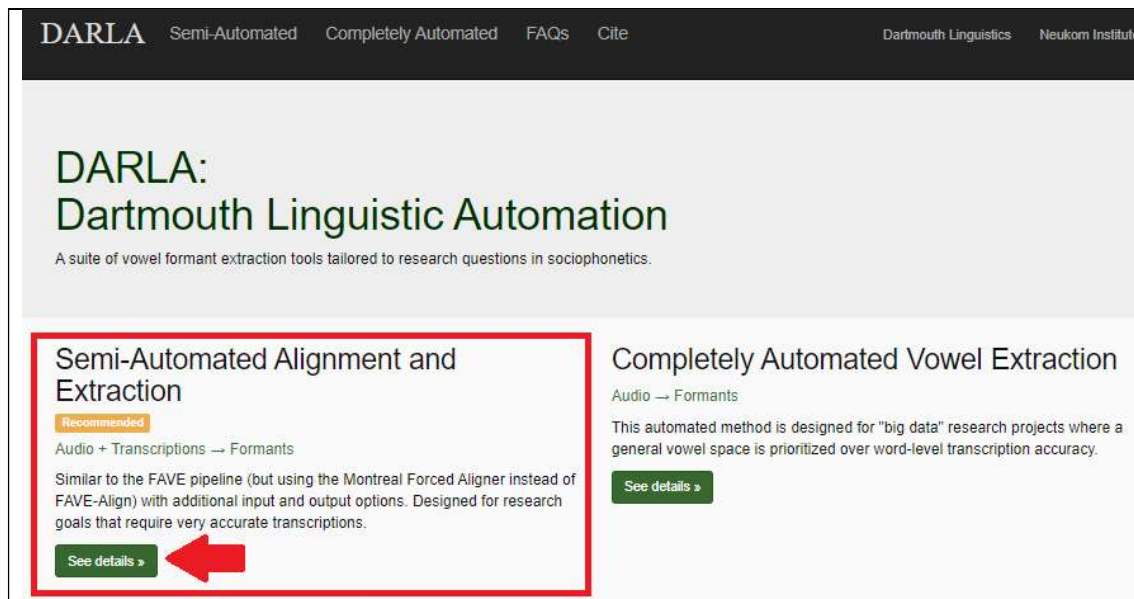 DARLA Semi-Automated Completely Automated FAQs Cite Dartmouth Linguistics Neukom Institute
DARLA:
Dartmouth Linguistic Automation
A suite of vowel formant extraction tools tailored to research questions in sociophonetics.
Semi-Automated Alignment and
Extraction
Recommended
Audio + Transcriptions → Formants
Similar to the FAVE pipeline (but using the Montreal Forced Aligner instead of
FAVE-Align) with additional input and output options. Designed for research
goals that require very accurate transcriptions.
See details »
Completely Automated Vowel Extraction
Audio → Formants
This automated method is designed for "big data" research projects where a
general vowel space is prioritized over word-level transcription accuracy.
See details »